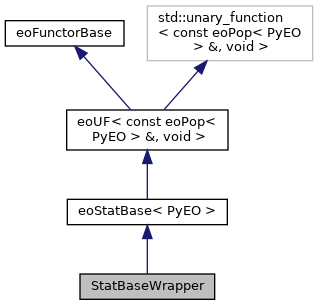 eoFunctorBase
std::unary_function
< const eoPop< PyEO
> &, void >
eoUF< const eoPop<
PyEO > &, void >
eoStatBase< PyEO >
StatBaseWrapper